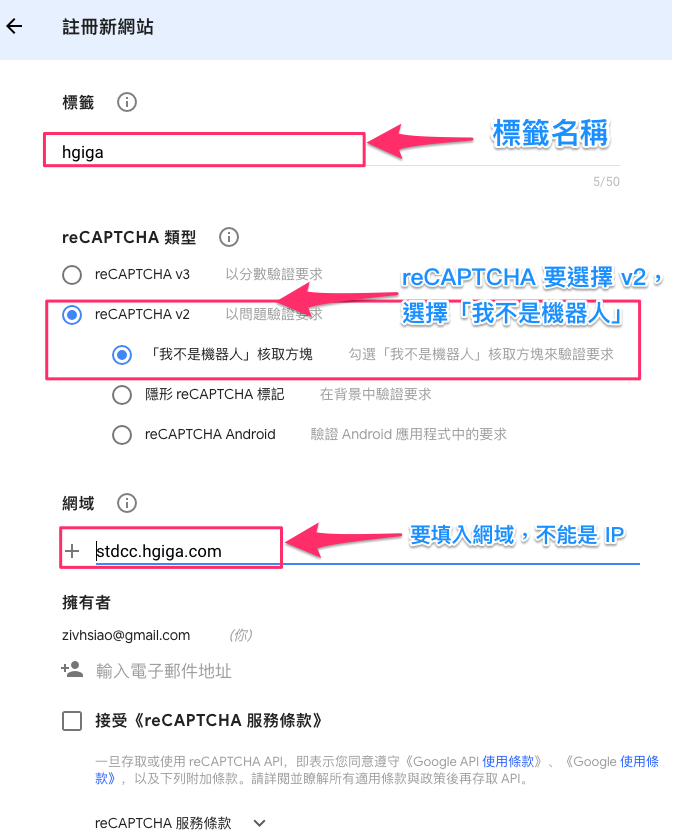 註冊新網站
標籤
hgiga
標籤名稱
5/50
reCAPTCHA 類型
reCAPTCHA v3 以分數驗證要求
reCAPTCHA 要選擇 v2，
選擇「我不是機器人」
reCAPTCHA v2 以問題驗證要求
「我不是機器人」核取方塊 勾選「我不是機器人」核取方塊來驗證要求
隱形 reCAPTCHA 標記 在背景中驗證要求
reCAPTCHA Android 驗證 Android 應用程式中的要求
網域
stdcc.hgiga.com
要填入網域，不能是 IP
擁有者
zivhsiao@gmail.com (你)
輸入電子郵件地址
接受《reCAPTCHA 服務條款》
一旦存取或使用 reCAPTCHA API，即表示您同意遵守《Google API 使用條款》、《Google 使用條
款》，以及下列附加條款。請詳閱並瞭解所有適用條款與政策後再存取 API。
reCAPTCHA 服務條款